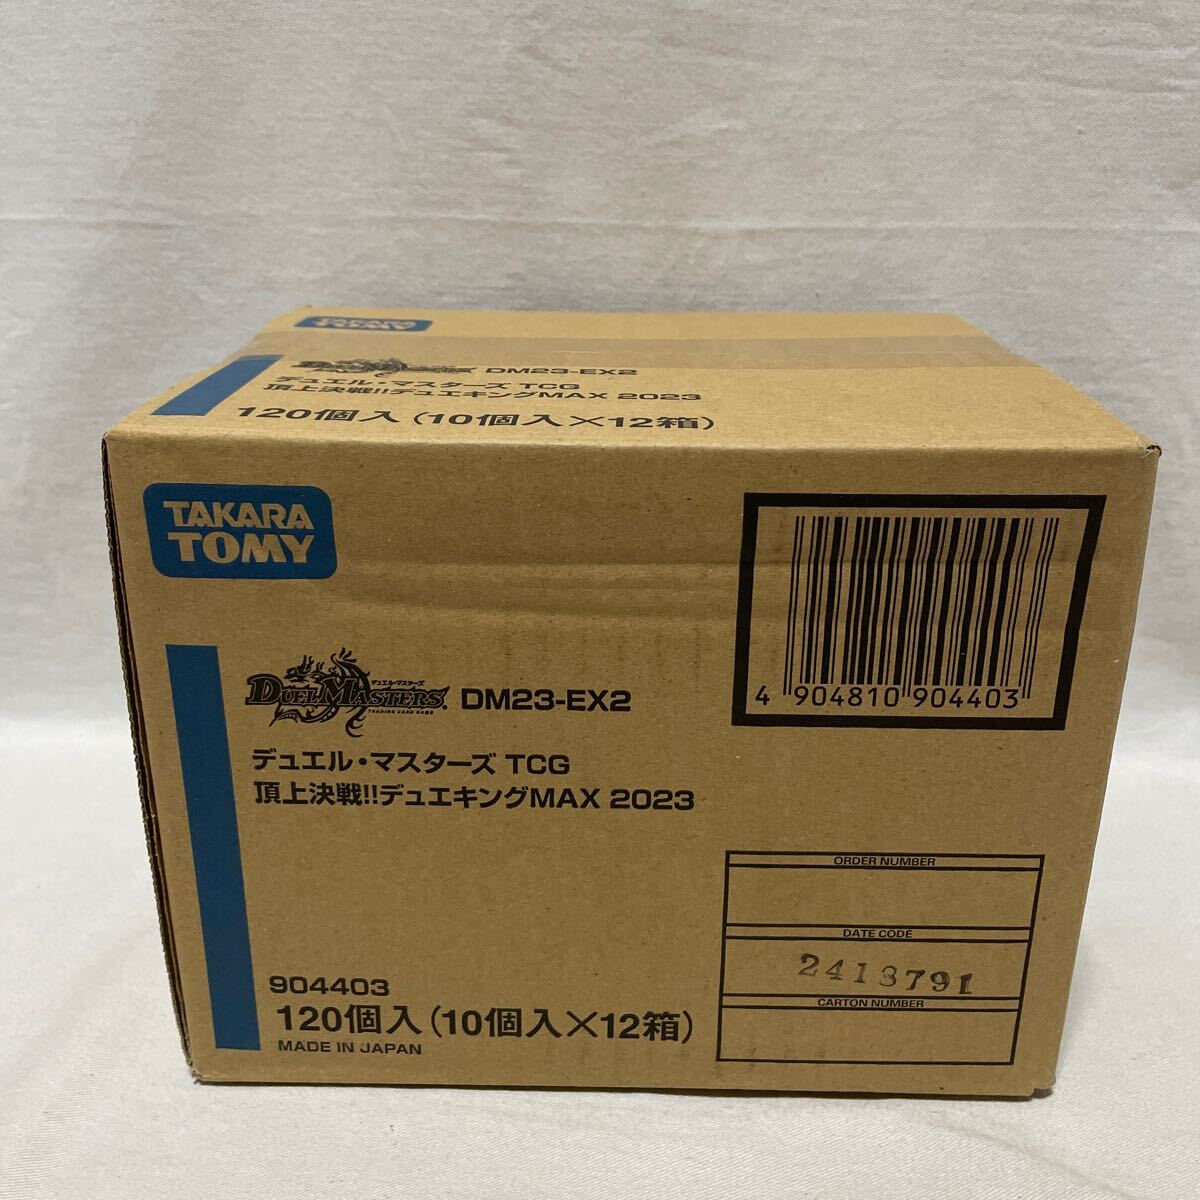 TAKARA
TOMY
DUEL MASTERS DM23-EX2
デュエル・マスターズ TCG
頂上決戦!!デュエキングMAX 2023
120個入(10個入×12箱)
TAKARA
TOMY
4 904810 904403
デュエル・マスターズ
DUEL MASTERS. DM23-EX2
TRADING CARD GAME
デュエル・マスターズ TCG
頂上決戦!!デュエキングMAX 2023
ORDER NUMBER
DATE CODE
2413791
CARTON NUMBER
904403
120個入(10個入×12箱)
MADE IN JAPAN